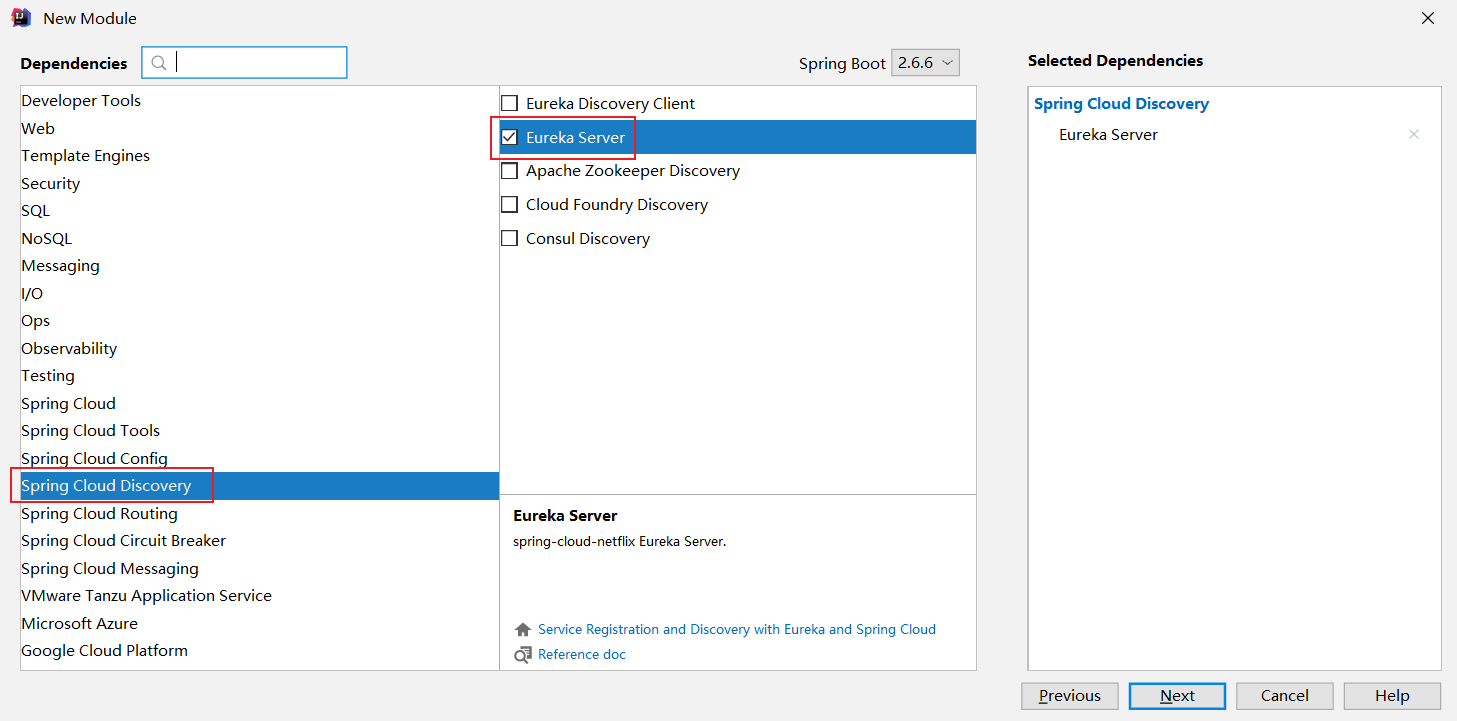 New Module
Dependencies
Spring Boot 2.6.6
Developer Tools
Web
Template Engines
Security
SQL
NoSQL
Messaging
I/O
Ops
Observability
Testing
Spring Cloud
Spring Cloud Tools
Spring Cloud Config
Spring Cloud Discovery
Spring Cloud Routing
Spring Cloud Circuit Breaker
Spring Cloud Messaging
VMware Tanzu Application Service
Microsoft Azure
Google Cloud Platform
Eureka Discovery Client
Eureka Server
Apache Zookeeper Discovery
Cloud Foundry Discovery
Consul Discovery
Eureka Server
spring-cloud-netflix Eureka Server.
Service Registration and Discovery with Eureka and Spring Cloud
Reference doc
Selected Dependencies
Spring Cloud Discovery
Eureka Server
Previous
Next
Cancel
Help